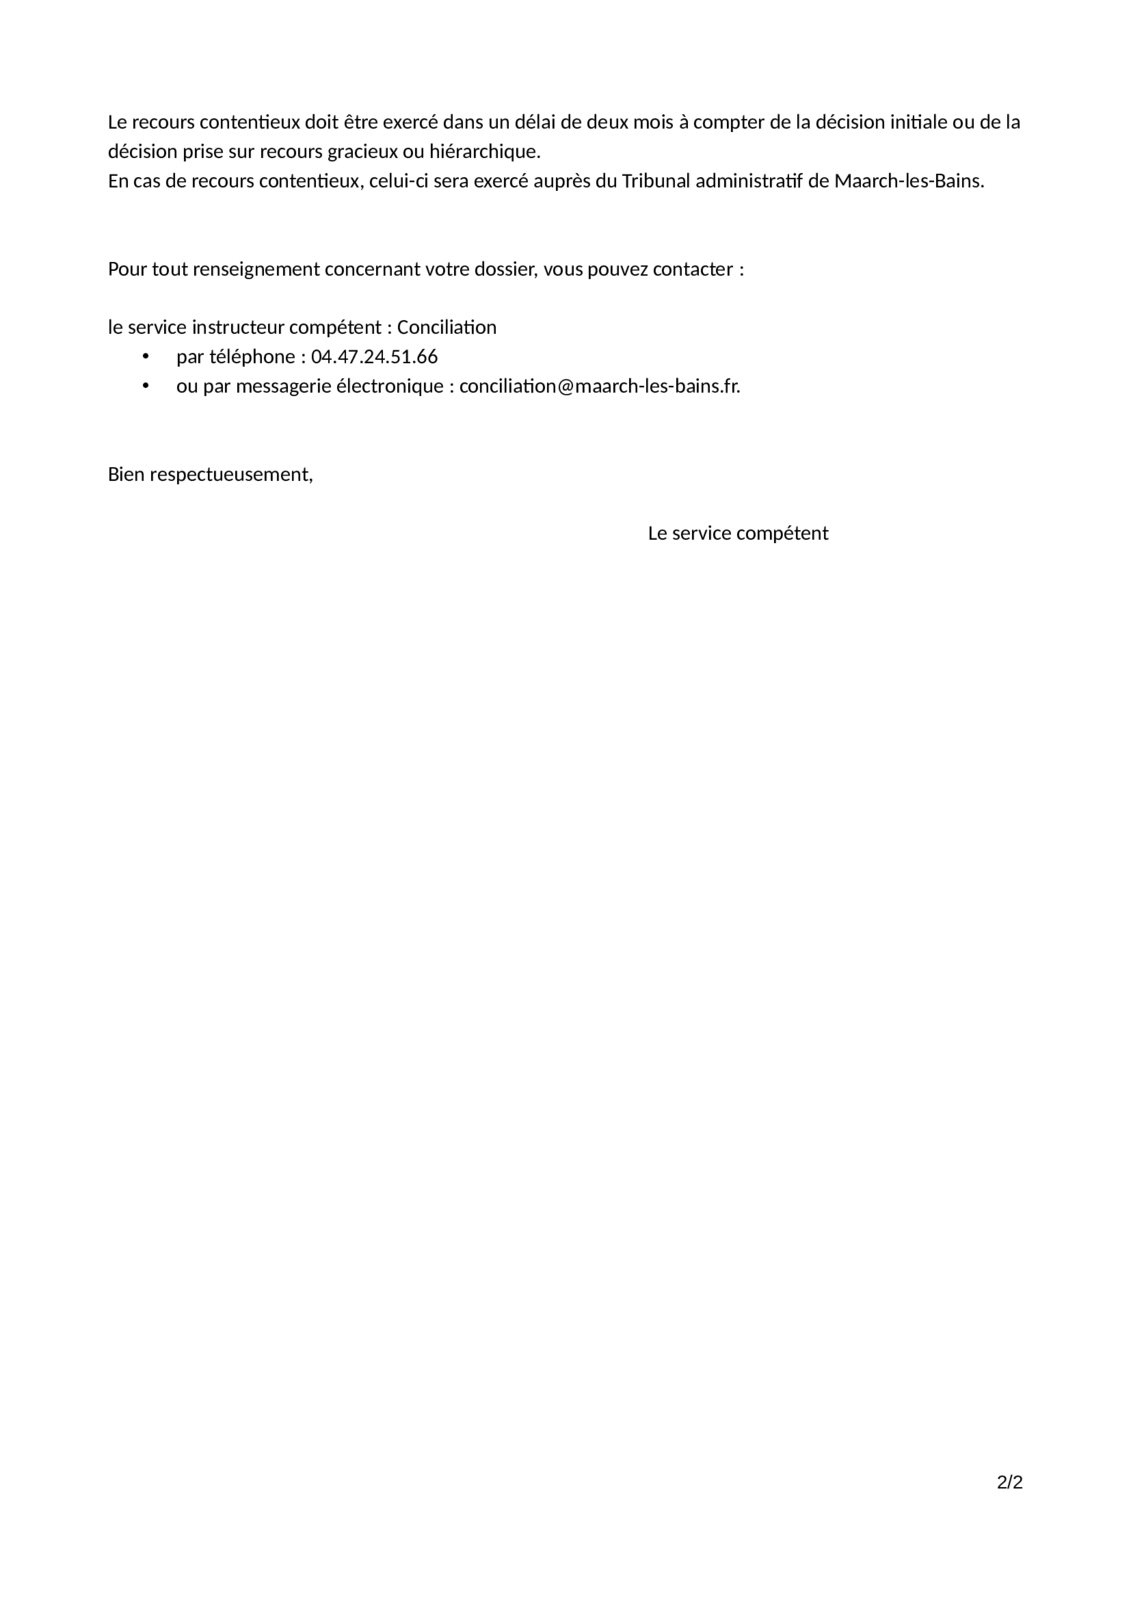 Le recours contentieux doit être exercé dans un délai de deux mois à compter de la décision initiale ou de la
décision prise sur recours gracieux ou hiérarchique.
En cas de recours contentieux, celui-ci sera exercé auprès du Tribunal administratif de Maarch-les-Bains.
Pour tout renseignement concernant votre dossier, vous pouvez contacter :
le service instructeur compétent : Conciliation
• par téléphone : 04.47.24.51.66
• ou par messagerie électronique : conciliation@maarch-les-bains.fr.
Bien respectueusement,
Le service compétent
2/2